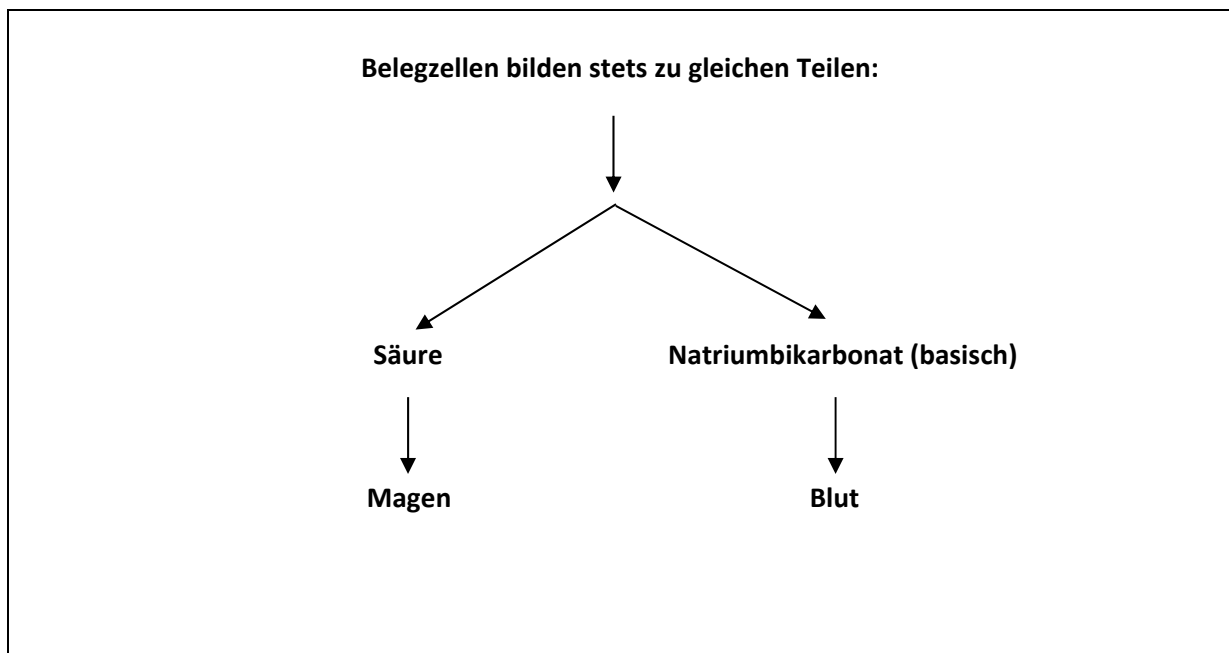 Belegzellen bilden stets zu gleichen Teilen:
Säure Natriumbikarbonat (basisch)
Magen Blut